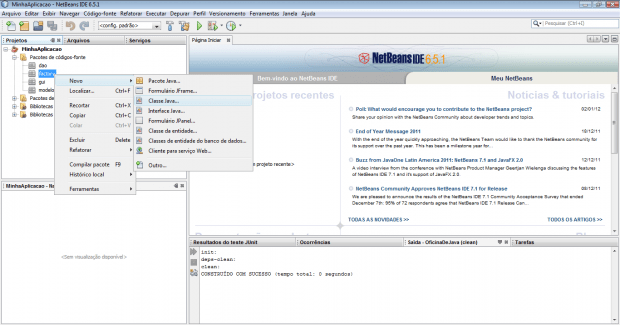 MinhaAplicacao - NetBeans IDE 6.5.1
Arquivo Editar Exibir Navegar Código-fonte Refatorar Executar Depurar Perfil Versionamento Ferramentas Janela Ajuda
<config. padrão>
Pesquisar (Ctrl+I)
Projetos Arquivos Serviços
Página Inicial
MinhaAplicacao
Pacotes de códigos-fonte
dao
factory
gui
modelo
Pacotes de
Bibliotecas
Bibliotecas
Novo
Localizar... Ctrl+F
Recortar Ctrl+X
Copiar Ctrl+C
Colar Ctrl+V
Excluir Delete
Refatorar
Compilar pacote F9
Histórico local
Ferramentas
Pacote Java...
Formulário JFrame...
Classe Java...
Interface Java...
Formulário JPanel...
Classe de entidade...
Classes de entidade do banco de dados...
Cliente para serviço Web...
Outro...
NetBeans IDE 6.5.1
Bem-vindo ao NetBeans IDE
Meu NetBeans
rojetos recentes
projeto recente>
Notícias & tutoriais
Poll: What would encourage you to contribute to the NetBeans project? 02/01/12
Share your opinion with the NetBeans Community about developer trends and topics.
End of Year Message 2011 18/12/11
With the end of the year quickly approaching, the NetBeans Team would like to thank the NetBeans community for its support over the past year. This has been a milestone year for...
Buzz from JavaOne Latin America 2011: NetBeans 7.1 and JavaFX 2.0 12/12/11
A video interview from the conference with NetBeans Product Manager Geertjan Wielenga discussing the features of NetBeans 7.1 and its support of JavaFX 2.0.
NetBeans Community Approves NetBeans 7.1 for Release 08/12/11
We are pleased to announce the results of the NetBeans IDE 7.1 Community Acceptance Survey that ended December 7th: 95% of 72 respondents agree that NetBeans IDE 7.1 Release Can...
TODAS AS NOVIDADES >> TODOS OS ARTIGOS >>
MinhaAplicacao - Nave
<Sem visualização disponível>
Resultados do teste JUnit Ocorrências Saída - OficinaDeJava (clean) Tarefas
init:
deps-clean:
clean:
CONSTRUÍDO COM SUCESSO (tempo total: 0 segundos)